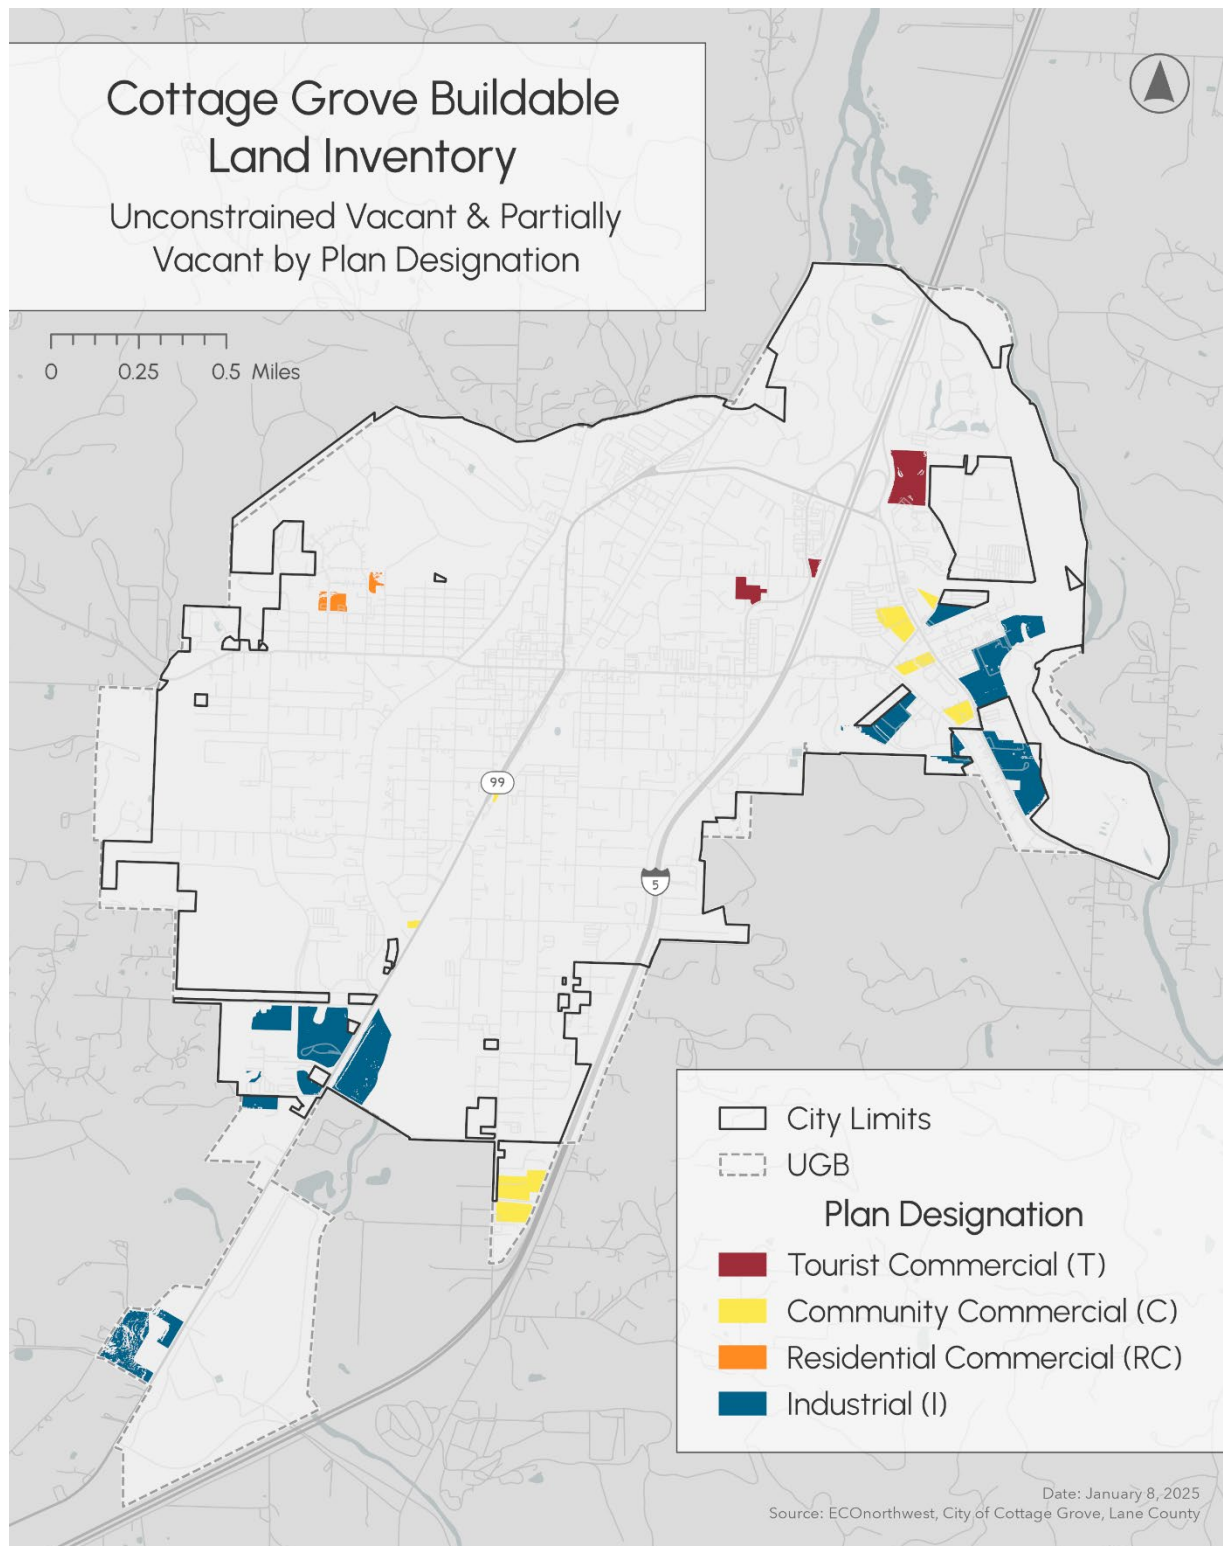 Cottage Grove Buildable
Land Inventory
Unconstrained Vacant & Partially
Vacant by Plan Designation
0 0.25 0.5 Miles
99
5
City Limits
UGB
Plan Designation
Tourist Commercial (T)
Community Commercial (C)
Residential Commercial (RC)
Industrial (I)
Date: January 8, 2025
Source: ECOnorthwest, City of Cottage Grove, Lane County